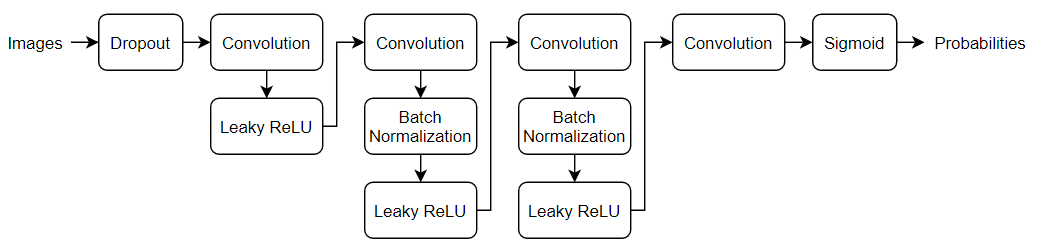 Images
Dropout
Convolution
Leaky ReLU
Convolution
Batch
Normalization
Leaky ReLU
Convolution
Batch
Normalization
Leaky ReLU
Convolution
Sigmoid
Probabilities